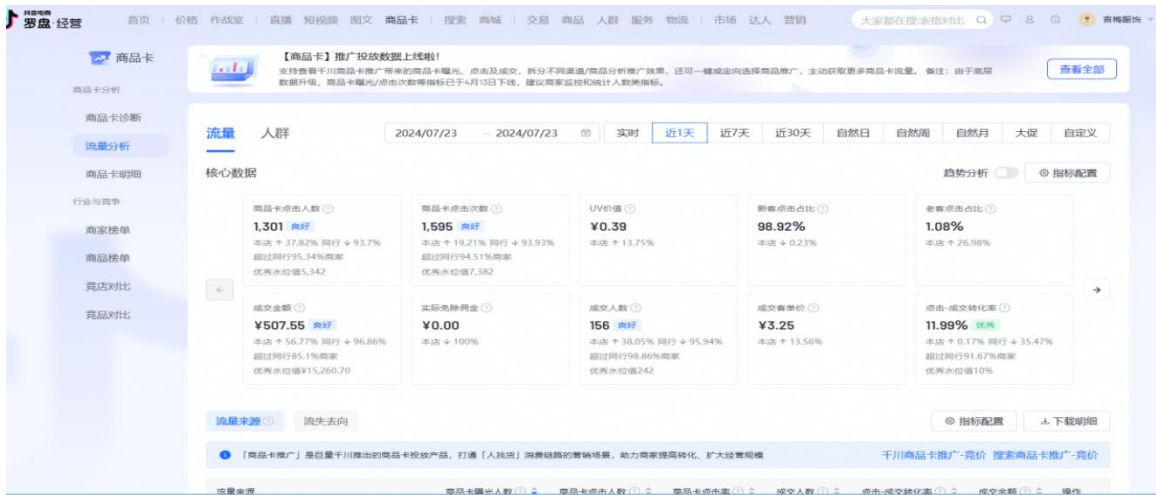 抖音电商
罗盘·经营
首页 价格 作战室 直播 短视频 图文 商品卡 搜索 商城 交易 商品 人群 服务 物流 市场 达人 营销
大家都在搜:表格对比
言梅服饰
商品卡
商品卡分析
商品卡诊断
流量分析
商品卡明细
行业与竞争
商家榜单
商品榜单
竞店对比
竞品对比
【商品卡】推广投放数据上线啦!
支持查看千川商品卡推广带来的商品卡曝光、点击及成交,拆分不同渠道/商品分析推广效果,还可一键或定向选择商品推广,主动获取更多商品卡流量。 备注:由于底层
数据升级,商品卡曝光/点击次数等指标已于4月13日下线,建议商家监控和统计人数类指标。
查看全部
流量 人群
2024/07/23 – 2024/07/23
实时 近1天 近7天 近30天 自然日 自然周 自然月 大促 自定义
核心数据
趋势分析
指标配置
商品卡点击人数
1,301 良好
本店 ↑ 37.82% 同行 ↓ 93.7%
超过同行95.34%商家
优秀水位值5,342
商品卡点击次数
1,595 良好
本店 ↑ 19.21% 同行 ↓ 93.93%
超过同行94.51%商家
优秀水位值7,382
UV价值
¥0.39
本店 ↑ 13.75%
新客点击占比
98.92%
本店 ↓ 0.23%
老客点击占比
1.08%
本店 ↑ 26.98%
成交金额
¥507.55 良好
本店 ↑ 56.77% 同行 ↓ 96.86%
超过同行85.1%商家
优秀水位值¥15,260.70
实际免除佣金
¥0.00
本店 ↓ 100%
成交人数
156 良好
本店 ↑ 38.05% 同行 ↓ 95.94%
超过同行98.86%商家
优秀水位值242
成交客单价
¥3.25
本店 ↑ 13.56%
点击-成交转化率
11.99% 优秀
本店 ↑ 0.17% 同行 ↓ 35.47%
超过同行91.67%商家
优秀水位值10%
流量来源 流失去向
指标配置
下载明细
「商品卡推广」是巨量千川推出的商品卡投放产品,打通「人找货」消费链路的营销场景,助力商家提高转化、扩大经营规模
千川商品卡推广-竞价 搜索商品卡推广-竞价
流量来源 商品卡曝光人数 商品卡点击人数 商品卡点击率 成交人数 点击-成交转化率 成交金额 操作